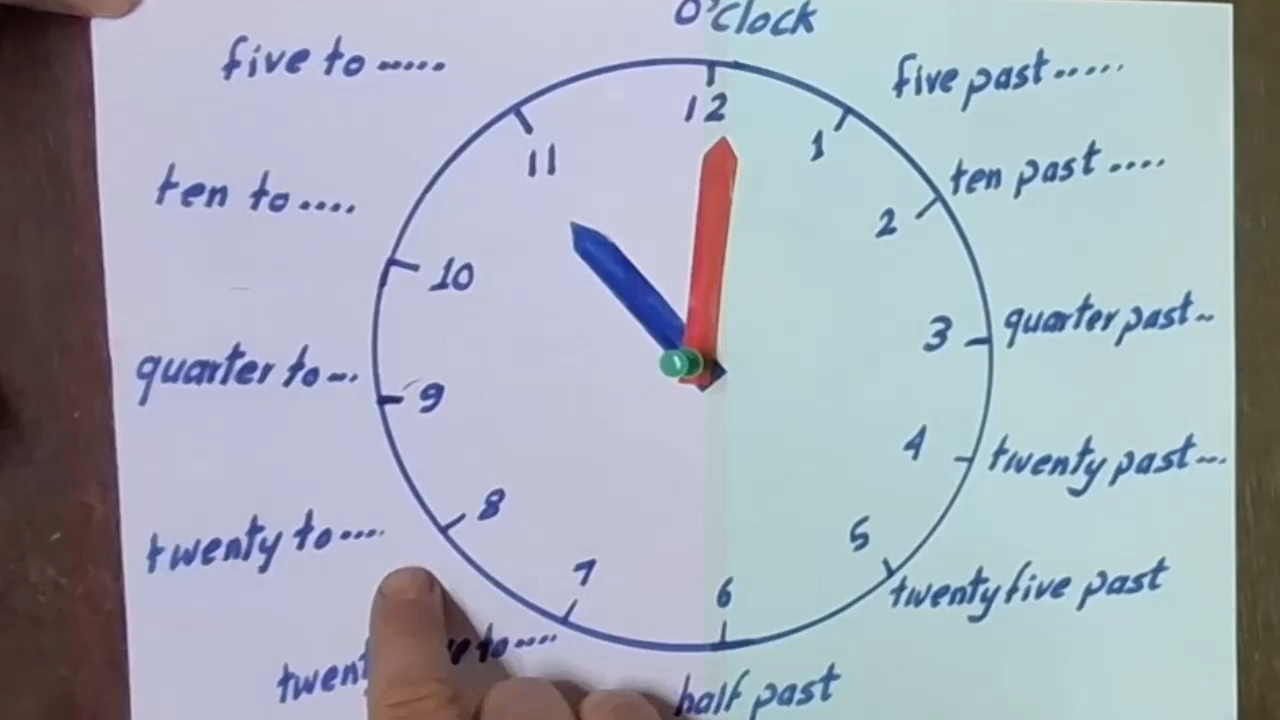 O'clock
five to .....
five past .....
12
11
1
ten to ....
ten past ....
2
10
quarter to ...
quarter past ..
3
9
4
twenty past ...
8
twenty to ....
5
7
6
twenty five past
to ....
half past